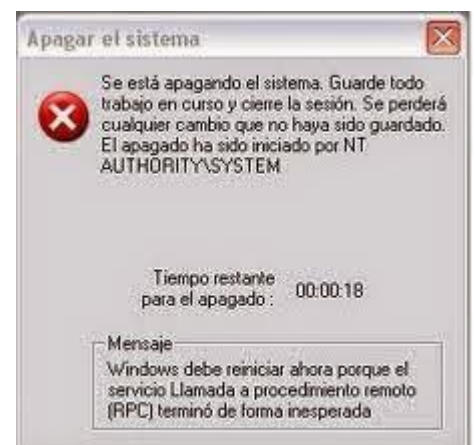 Apagar el sistema
Se está apagando el sistema. Guarde todo
trabajo en curso y cierre la sesión. Se perderá
cualquier cambio que no haya sido guardado.
El apagado ha sido iniciado por NT
AUTHORITY\SYSTEM
Tiempo restante
para el apagado : 00:00:18
Mensaje
Windows debe reiniciar ahora porque el
servicio Llamada a procedimiento remoto
(RPC) terminó de forma inesperada